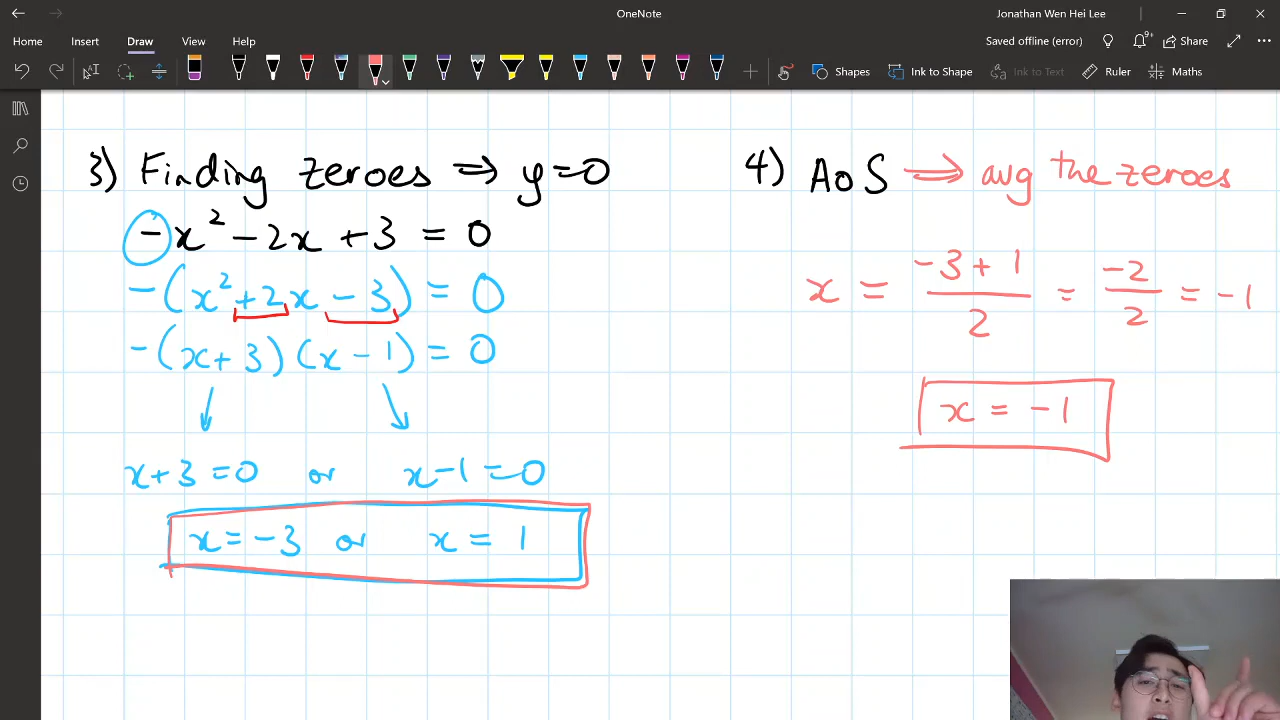 OneNote
Jonathan Wen Hei Lee
Home Insert Draw View Help
Saved offline (error)
9+
Share
Shapes
Ink to Shape
Ink to Text
Ruler
Maths
3) Finding zeroes ⇒ y=0
-x² - 2x + 3 = 0
-(x² + 2x - 3) = 0
-(x + 3)(x - 1) = 0
x + 3 = 0 or x - 1 = 0
x = -3 or x = 1
4) AoS ⇒ avg the zeroes
x = (-3 + 1)/2 = -2/2 = -1
x = -1